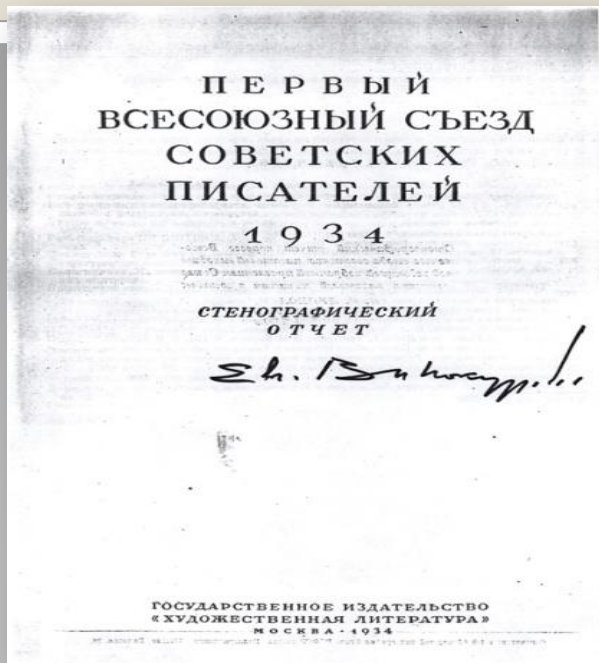 ПЕРВЫЙ
ВСЕСОЮЗНЫЙ СЪЕЗД
СОВЕТСКИХ
ПИСАТЕЛЕЙ
1934
СТЕНОГРАФИЧЕСКИЙ
ОТЧЕТ
ГОСУДАРСТВЕННОЕ ИЗДАТЕЛЬСТВО
«ХУДОЖЕСТВЕННАЯ ЛИТЕРАТУРА»
МОСКВА · 1934